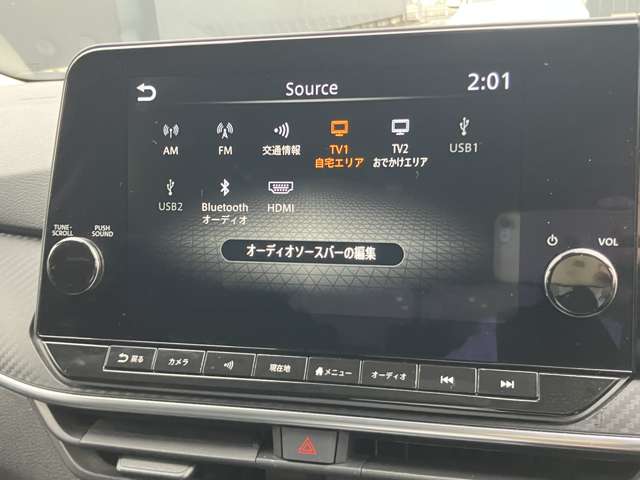 Source
2:01
AM
FM
交通情報
TV1
自宅エリア
TV2
おでかけエリア
USB1
USB2
Bluetooth
オーディオ
HDMI
オーディオソースバーの編集
TUNE·
SCROLL
PUSH
SOUND
VOL
戻る
カメラ
現在地
メニュー
オーディオ